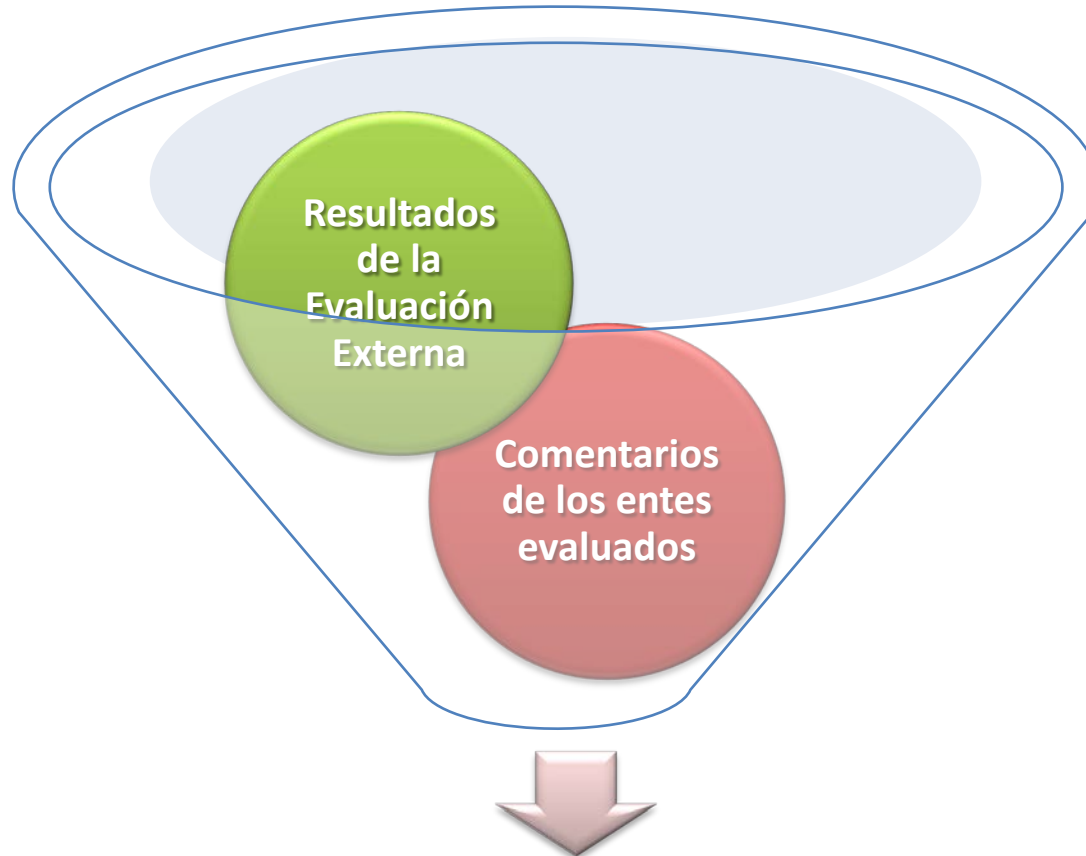 Resultados
de la
Evaluación
Externa
Comentarios
de los entes
evaluados